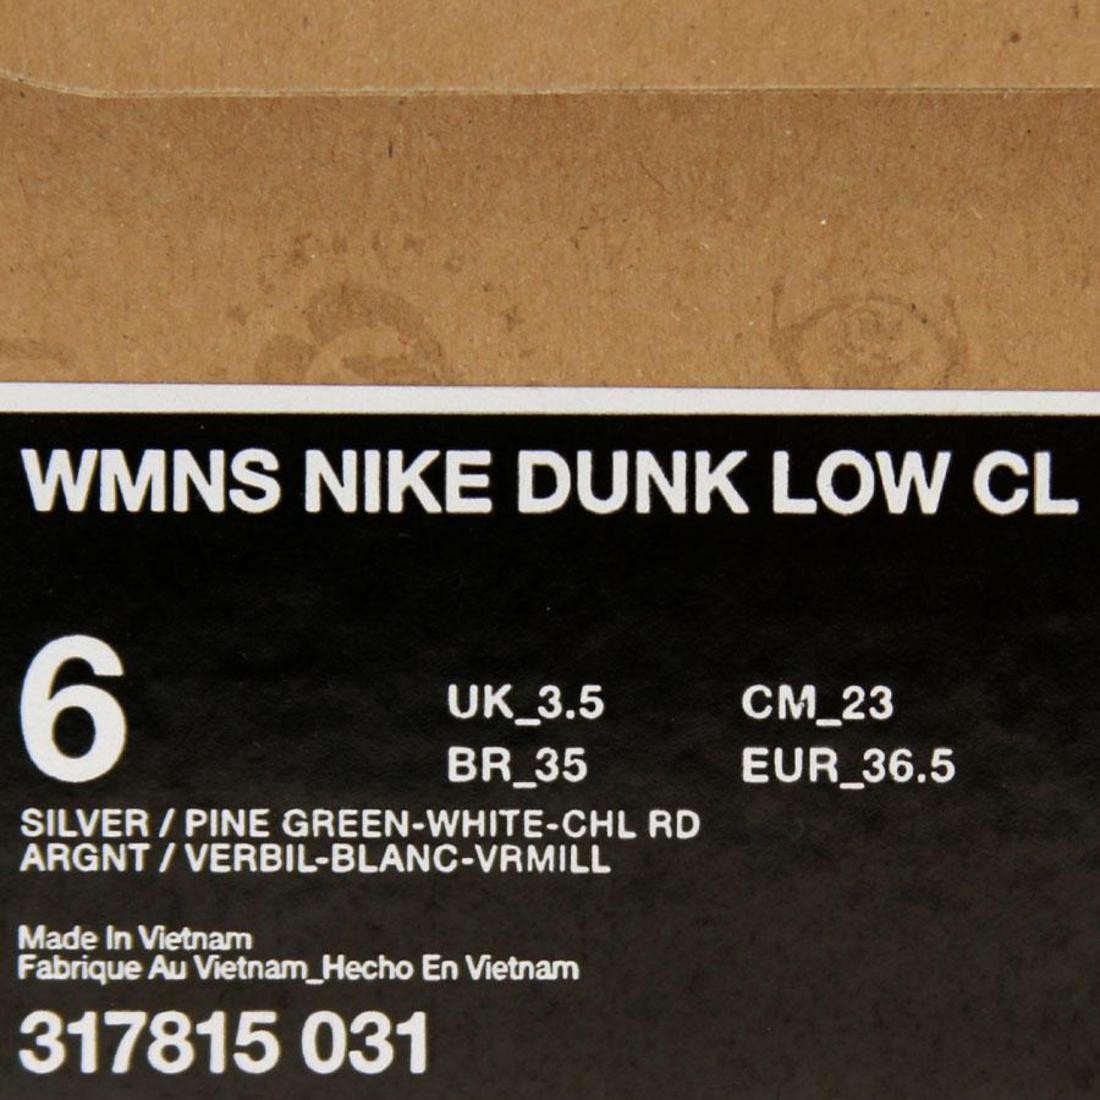 WMNS NIKE DUNK LOW CL
6
UK_3.5 CM_23
BR_35 EUR_36.5
SILVER / PINE GREEN-WHITE-CHL RD
ARGNT / VERBIL-BLANC-VRMILL
Made In Vietnam
Fabrique Au Vietnam_Hecho En Vietnam
317815 031